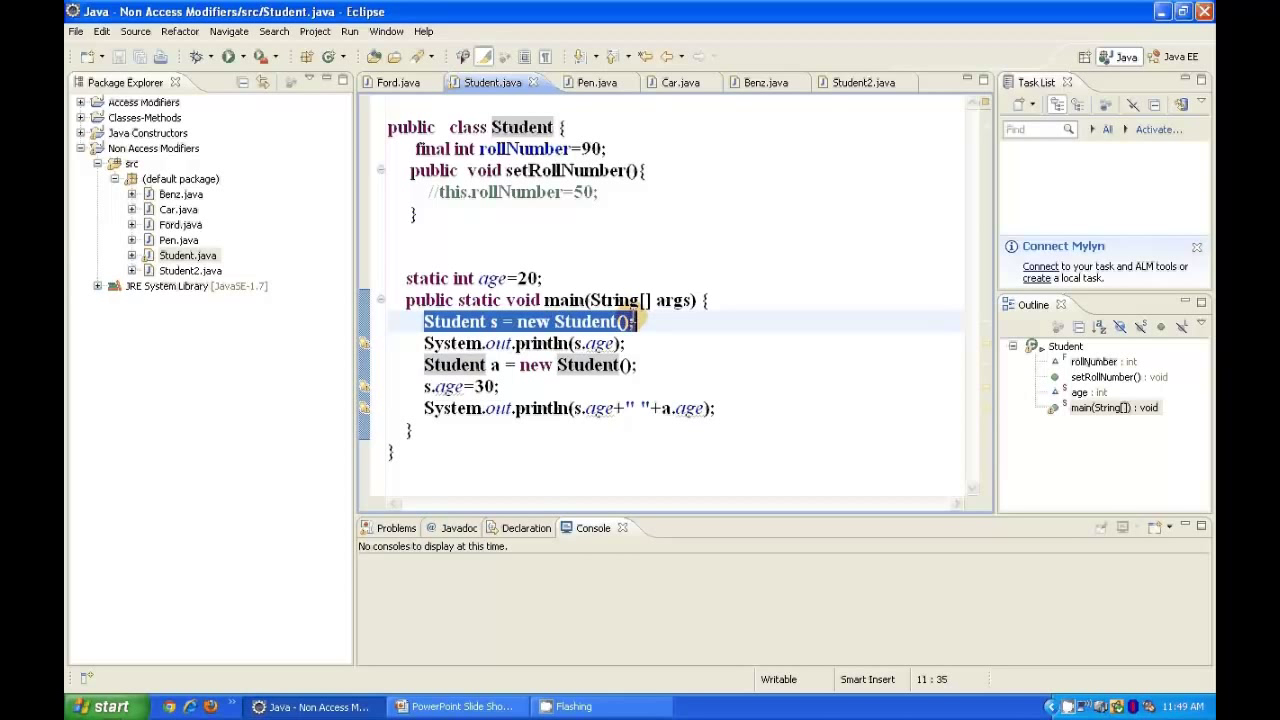 Java - Non Access Modifiers/src/Student.java - Eclipse
File Edit Source Refactor Navigate Search Project Run Window Help
Java Java EE
Package Explorer
Ford.java Student.java Pen.java Car.java Benz.java Student2.java
Task List
Access Modifiers
Classes-Methods
Java Constructors
Non Access Modifiers
src
(default package)
Benz.java
Car.java
Ford.java
Pen.java
Student.java
Student2.java
JRE System Library [JavaSE-1.7]
public class Student {
final int rollNumber=90;
public void setRollNumber(){
//this.rollNumber=50;
}
static int age=20;
public static void main(String[] args) {
Student s = new Student();
System.out.println(s.age);
Student a = new Student();
s.age=30;
System.out.println(s.age+" "+a.age);
}
}
Find All Activate...
Connect Mylyn
Connect to your task and ALM tools or
create a local task.
Outline
Student
rollNumber : int
setRollNumber() : void
age : int
main(String[]) : void
Problems @ Javadoc Declaration Console
No consoles to display at this time.
Writable Smart Insert 11 : 35
start Java - Non Access M... PowerPoint Slide Sho... Flashing 11:49 AM